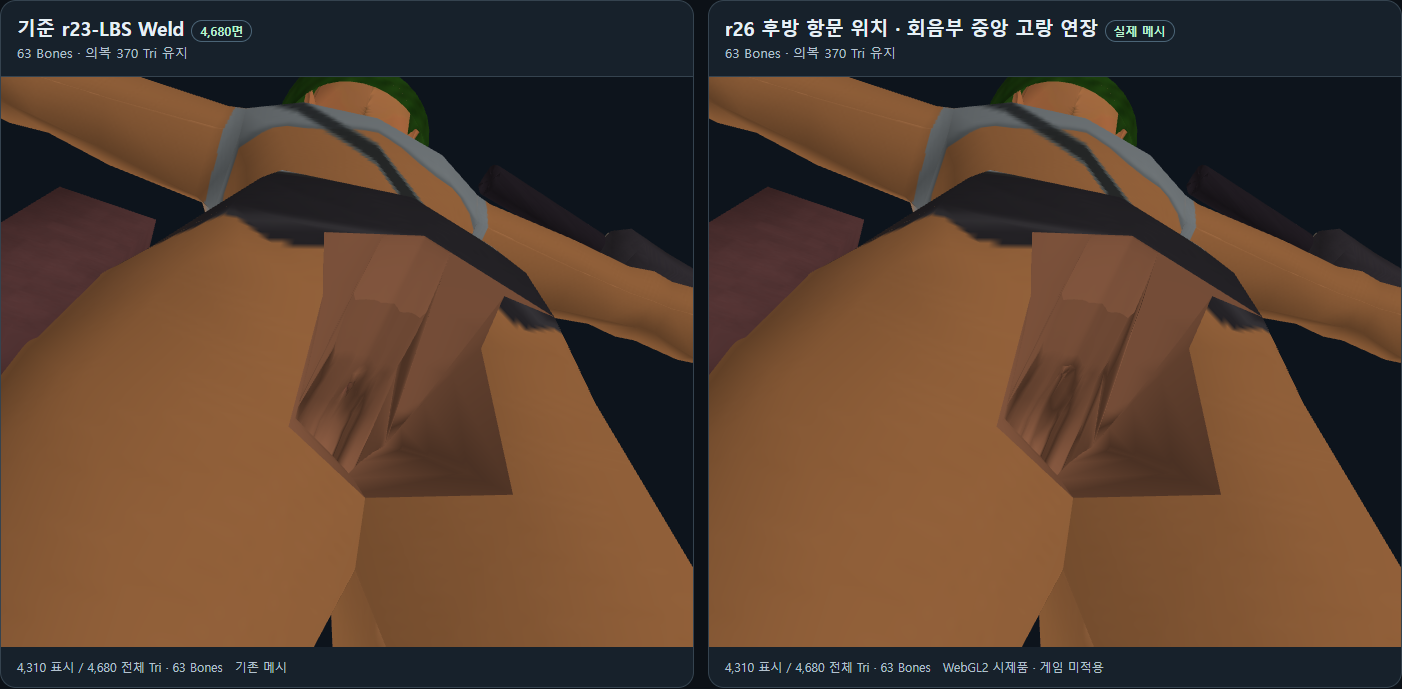 기준 r23-LBS Weld 4,680면
63 Bones · 의복 370 Tri 유지
4,310 표시 / 4,680 전체 Tri · 63 Bones 기존 메시
r26 후방 항문 위치 · 회음부 중앙 고랑 연장 실제 메시
63 Bones · 의복 370 Tri 유지
4,310 표시 / 4,680 전체 Tri · 63 Bones WebGL2 시제품 · 게임 미적용